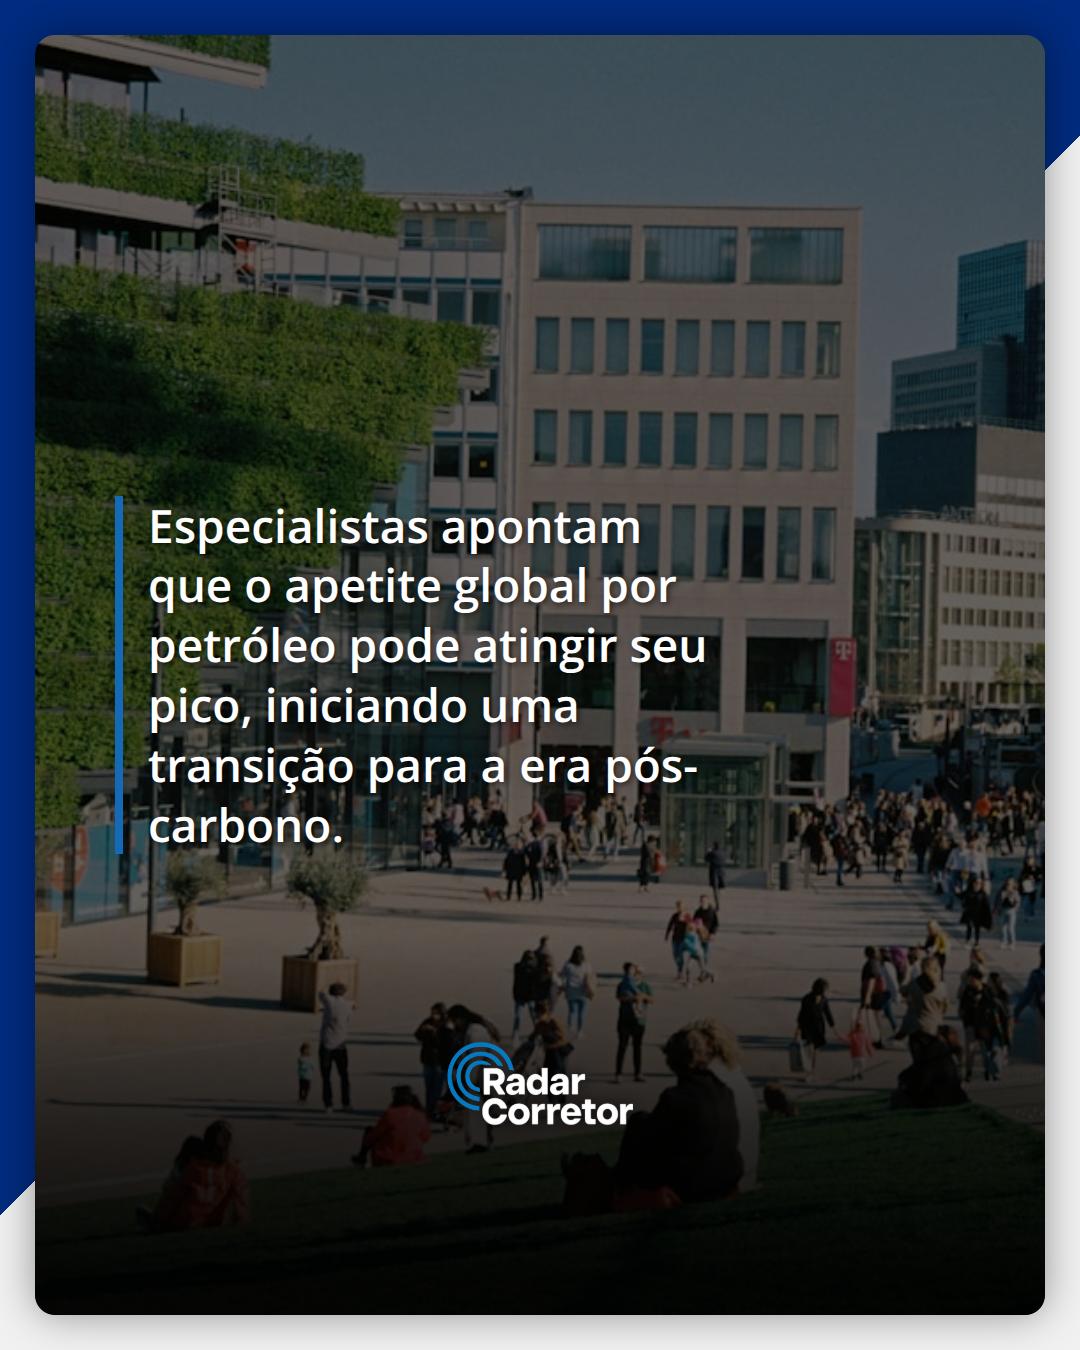 Especialistas apontam
que o apetite global por
petróleo pode atingir seu
pico, iniciando uma
transição para a era pós-
carbono.
Radar
Corretor